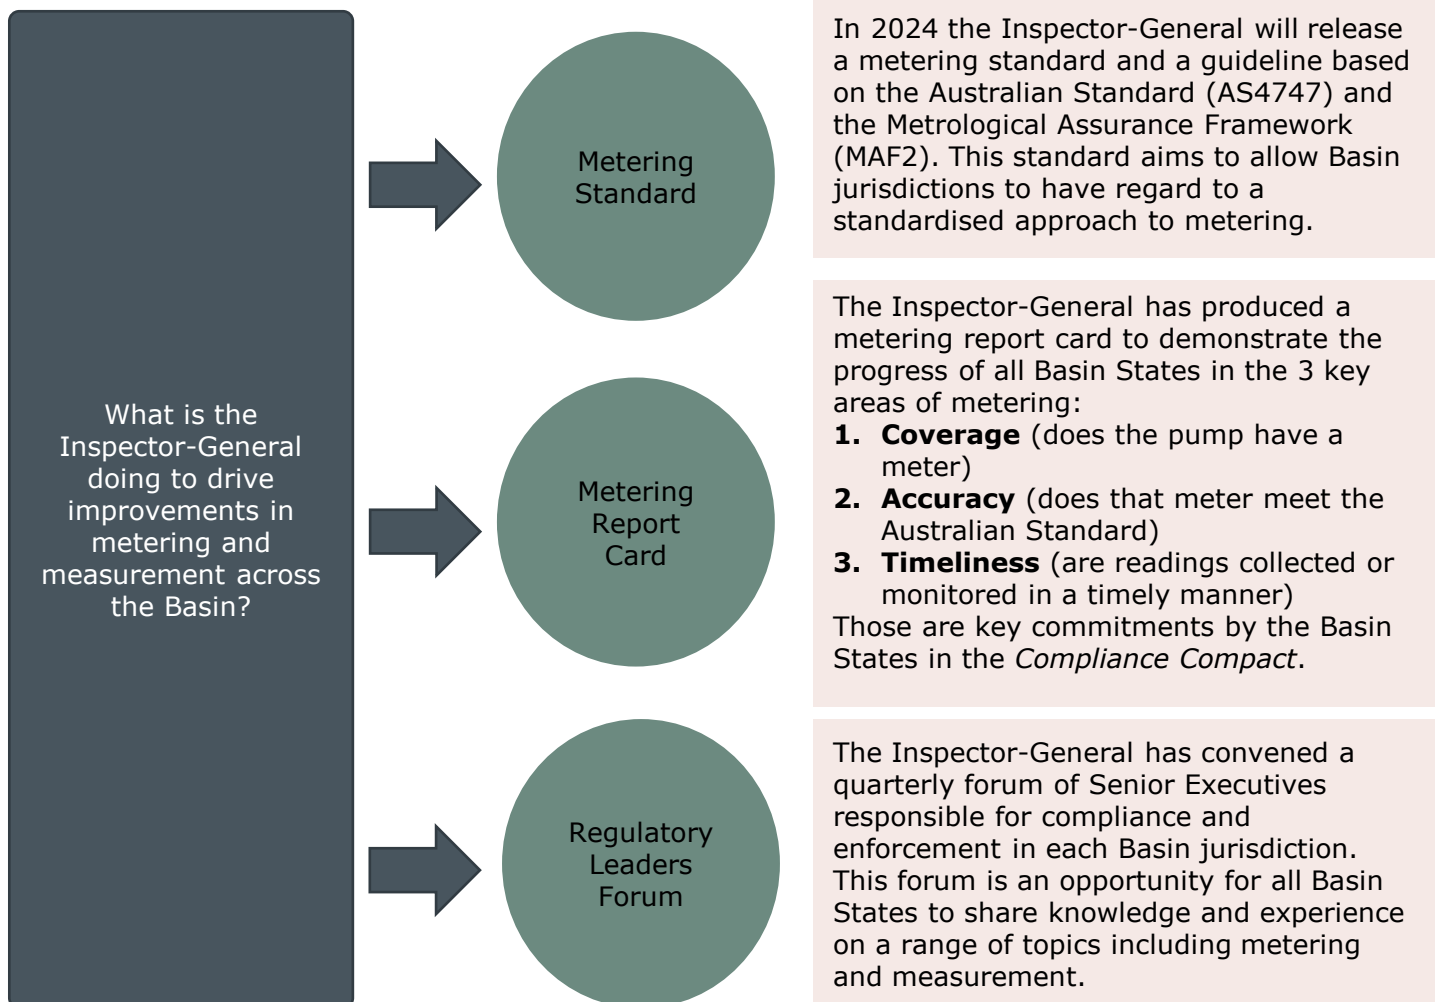 What is the
Inspector-General
doing to drive
improvements in
metering and
measurement across
the Basin?
Metering
Standard
In 2024 the Inspector-General will release
a metering standard and a guideline based
on the Australian Standard (AS4747) and
the Metrological Assurance Framework
(MAF2). This standard aims to allow Basin
jurisdictions to have regard to a
standardised approach to metering.
Metering
Report
Card
The Inspector-General has produced a
metering report card to demonstrate the
progress of all Basin States in the 3 key
areas of metering:
1. Coverage (does the pump have a
meter)
2. Accuracy (does that meter meet the
Australian Standard)
3. Timeliness (are readings collected or
monitored in a timely manner)
Those are key commitments by the Basin
States in the Compliance Compact.
Regulatory
Leaders
Forum
The Inspector-General has convened a
quarterly forum of Senior Executives
responsible for compliance and
enforcement in each Basin jurisdiction.
This forum is an opportunity for all Basin
States to share knowledge and experience
on a range of topics including metering
and measurement.